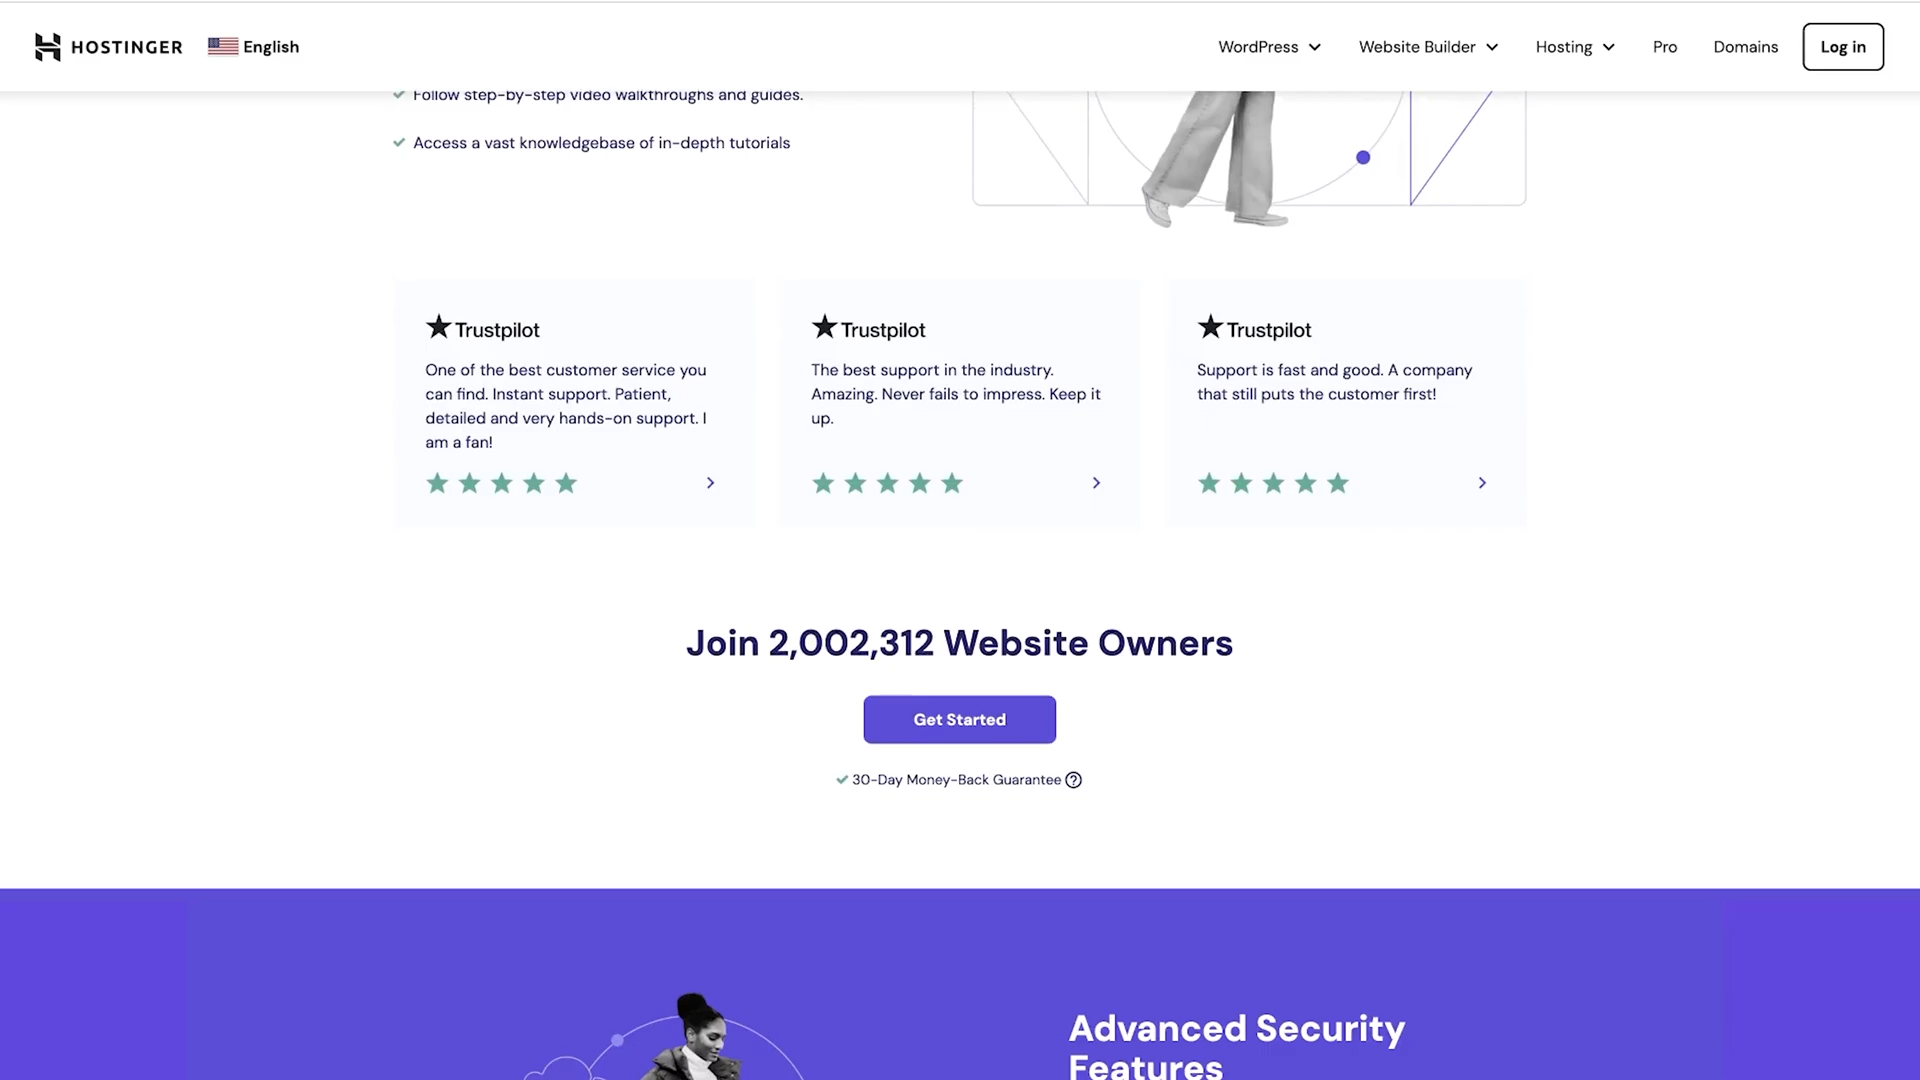 HOSTINGER
English
WordPress
Website Builder
Hosting
Pro
Domains
Log in
Follow step-by-step video walkthroughs and guides.
Access a vast knowledgebase of in-depth tutorials
Trustpilot
One of the best customer service you
can find. Instant support. Patient,
detailed and very hands-on support. I
am a fan!
Trustpilot
The best support in the industry.
Amazing. Never fails to impress. Keep it
up.
Trustpilot
Support is fast and good. A company
that still puts the customer first!
Join 2,002,312 Website Owners
Get Started
30-Day Money-Back Guarantee ?
Advanced Security
Features